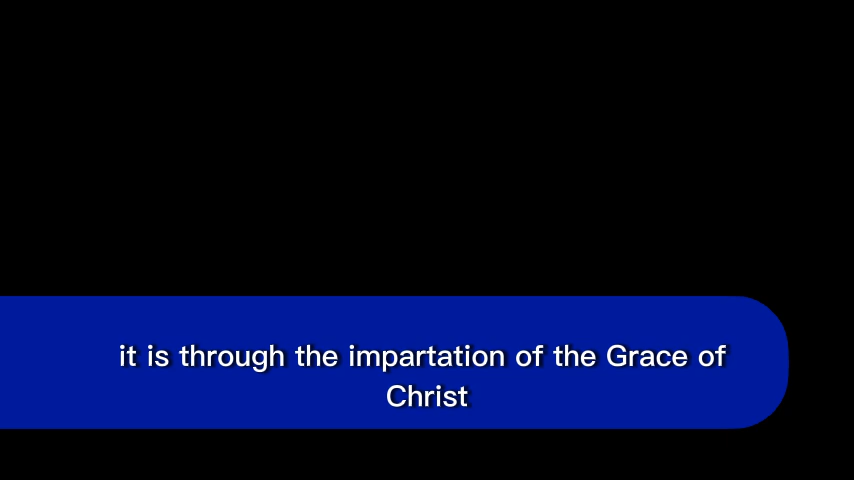 it is through the impartation of the Grace of
Christ